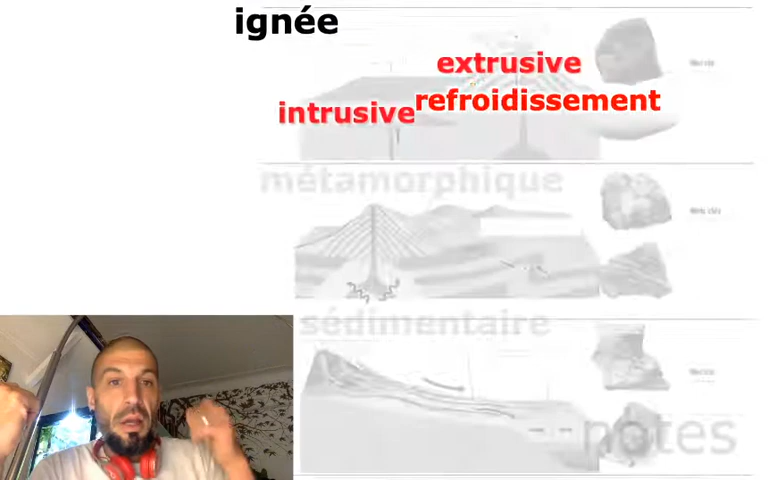 ignée
extrusive
intrusive
refroidissement
métamorphique
sédimentaire
notes